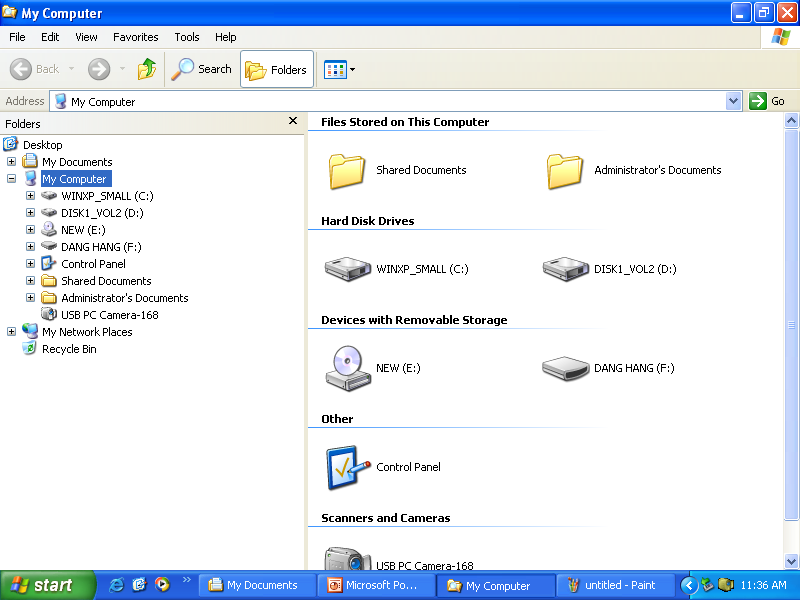 My Computer
File Edit View Favorites Tools Help
Back Search Folders
Address My Computer Go
Folders
Desktop
My Documents
My Computer
WINXP_SMALL (C:)
DISK1_VOL2 (D:)
NEW (E:)
DANG HANG (F:)
Control Panel
Shared Documents
Administrator's Documents
USB PC Camera-168
My Network Places
Recycle Bin
Files Stored on This Computer
Shared Documents Administrator's Documents
Hard Disk Drives
WINXP_SMALL (C:) DISK1_VOL2 (D:)
Devices with Removable Storage
NEW (E:) DANG HANG (F:)
Other
Control Panel
Scanners and Cameras
USB PC Camera-168
start My Documents Microsoft Po... My Computer untitled - Paint 11:36 AM